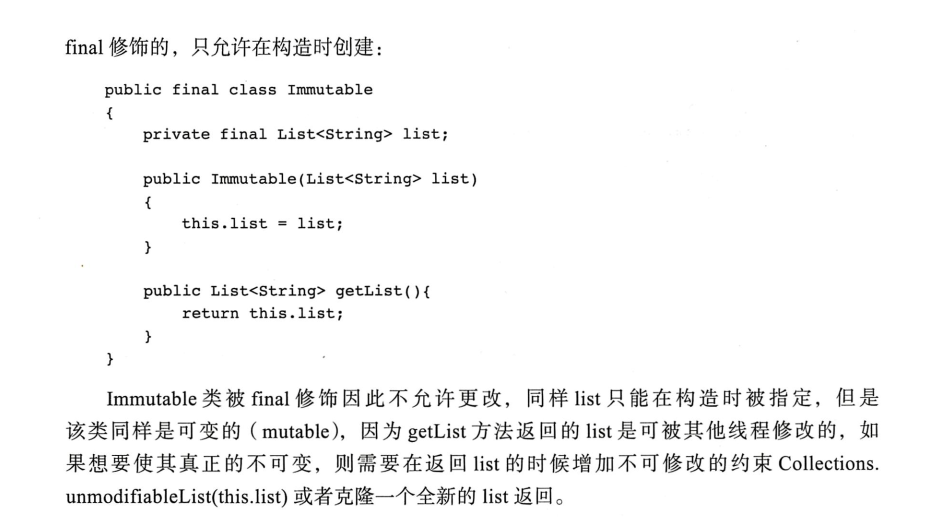 final 修饰的，只允许在构造时创建：
public final class Immutable
{
    private final List<String> list;
    public Immutable(List<String> list)
    {
        this.list = list;
    }
    public List<String> getList(){
        return this.list;
    }
}
Immutable 类被 final 修饰因此不允许更改，同样 list 只能在构造时被指定，但是
该类同样是可变的（mutable），因为 getList 方法返回的 list 是可被其他线程修改的，如
果想要使其真正的不可变，则需要在返回 list 的时候增加不可修改的约束 Collections.
unmodifiableList(this.list) 或者克隆一个全新的 list 返回。